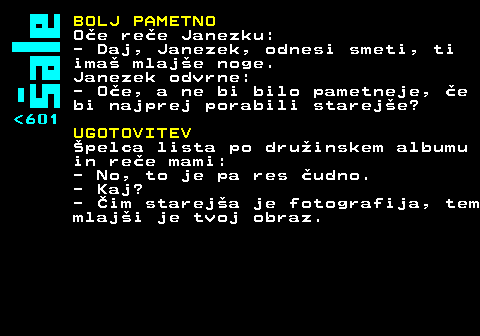 Šale
<601
BOLJ PAMETNO
Oče reče Janezku:
- Daj, Janezek, odnesi smeti, ti
imaš mlajše noge.
Janezek odvrne:
- Oče, a ne bi bilo pametneje, če
bi najprej porabili starejše?
UGOTOVITEV
Špelca lista po družinskem albumu
in reče mami:
- No, to je pa res čudno.
- Kaj?
- Čim starejša je fotografija, tem
mlajši je tvoj obraz.